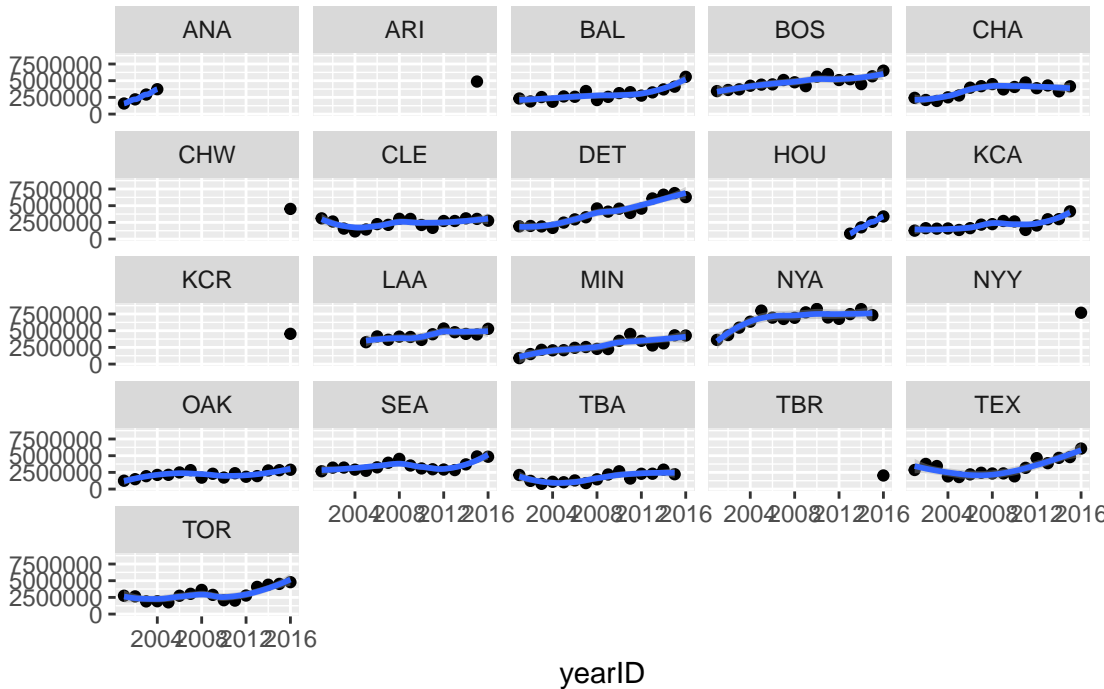 ANA ARI BAL BOS CHA
7500000
5000000
2500000
0
CHW CLE DET HOU KCA
7500000
5000000
2500000
0
KCR LAA MIN NYA NYY
7500000
5000000
2500000
0
OAK SEA TBA TBR TEX
7500000
5000000
2500000
0
2004 2008 2012 2016 2004 2008 2012 2016 2004 2008 2012 2016 2004 2008 2012 2016
TOR
7500000
5000000
2500000
0
2004 2008 2012 2016
yearID